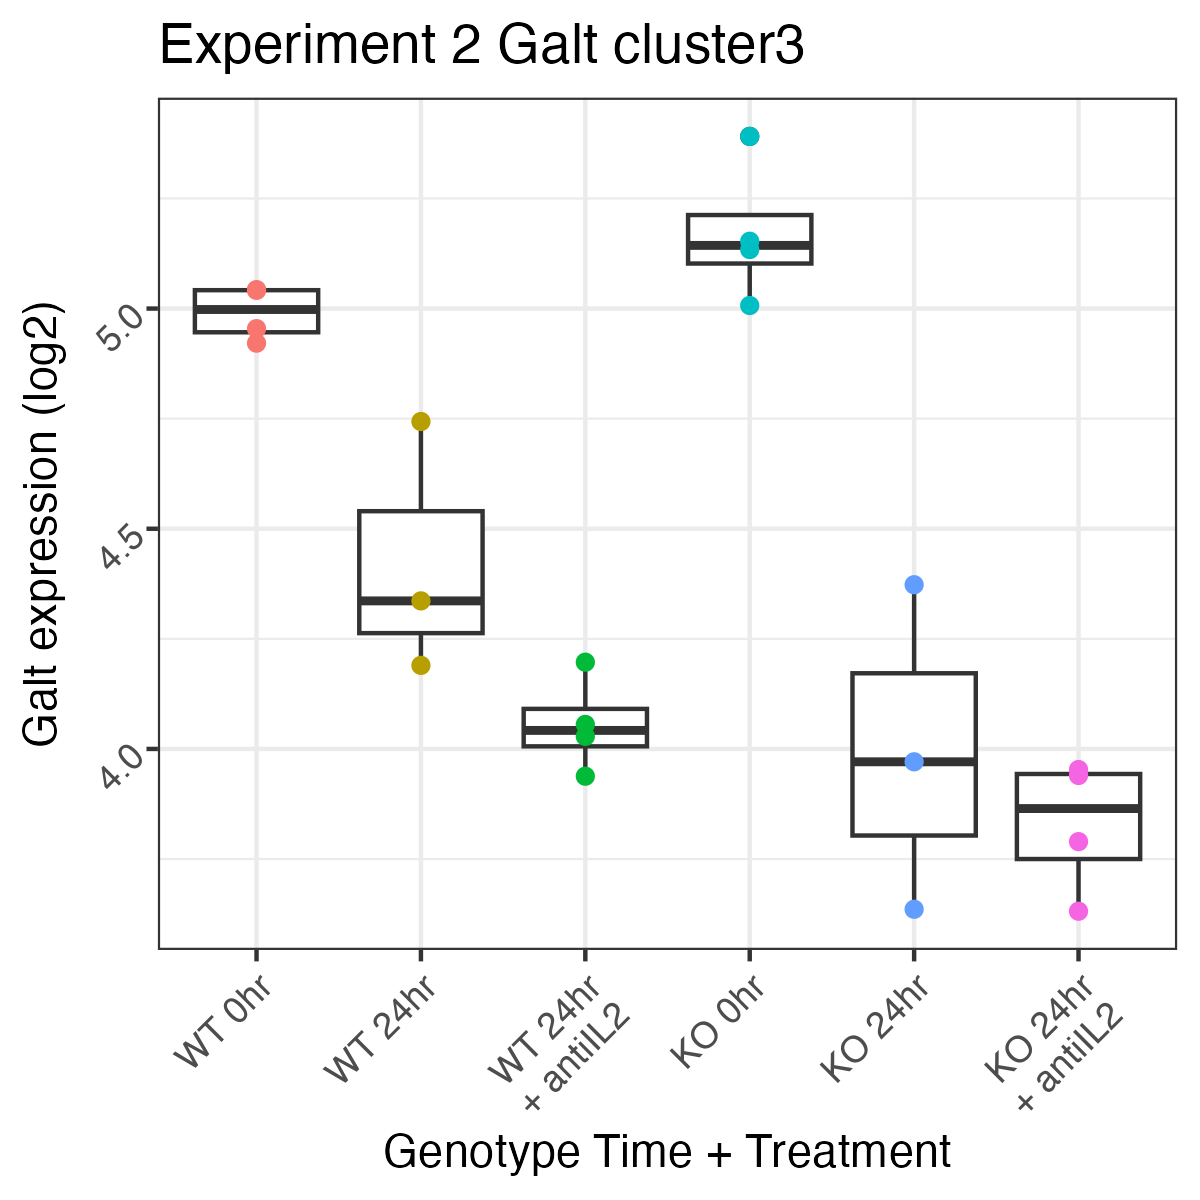 Experiment 2 Galt cluster3
Galt expression (log2)
5.0
4.5
4.0
WT 0hr
WT 24hr
WT 24hr
+ antiIL2
KO 0hr
KO 24hr
KO 24hr
+ antiIL2
Genotype Time + Treatment